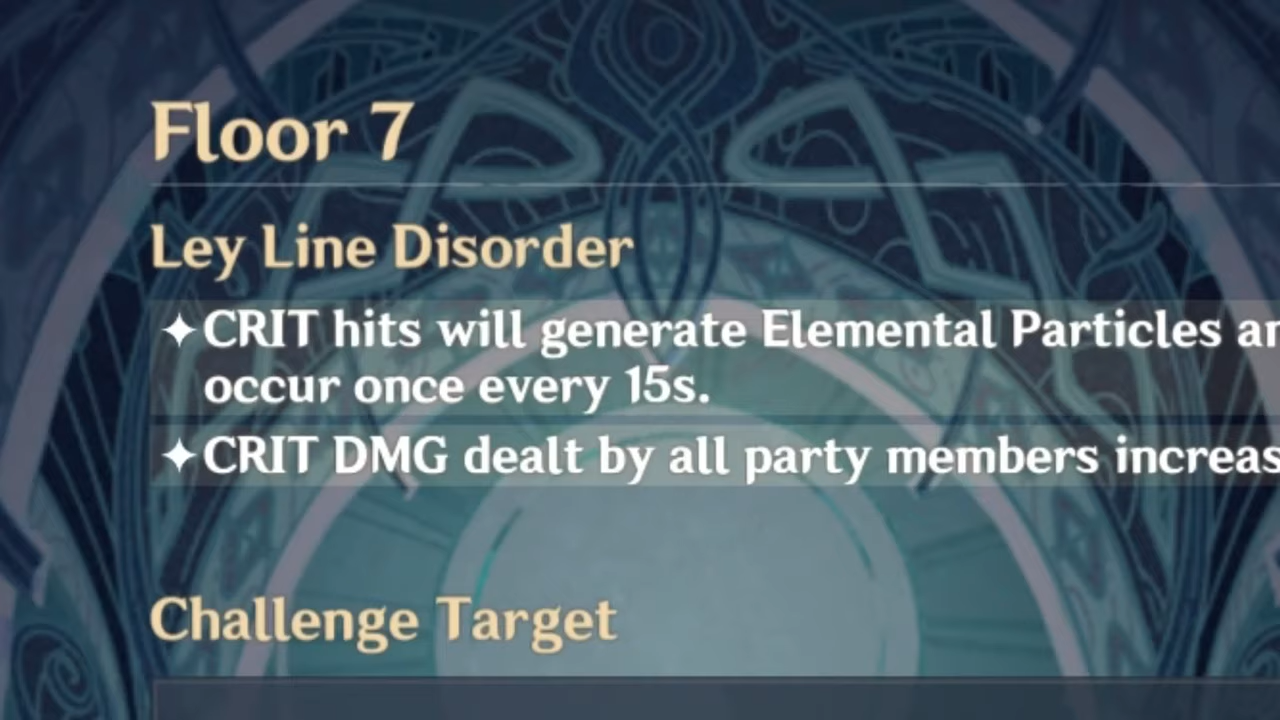 Floor 7
Ley Line Disorder
✦CRIT hits will generate Elemental Particles
occur once every 15s.
✦CRIT DMG dealt by all party members
Challenge Target